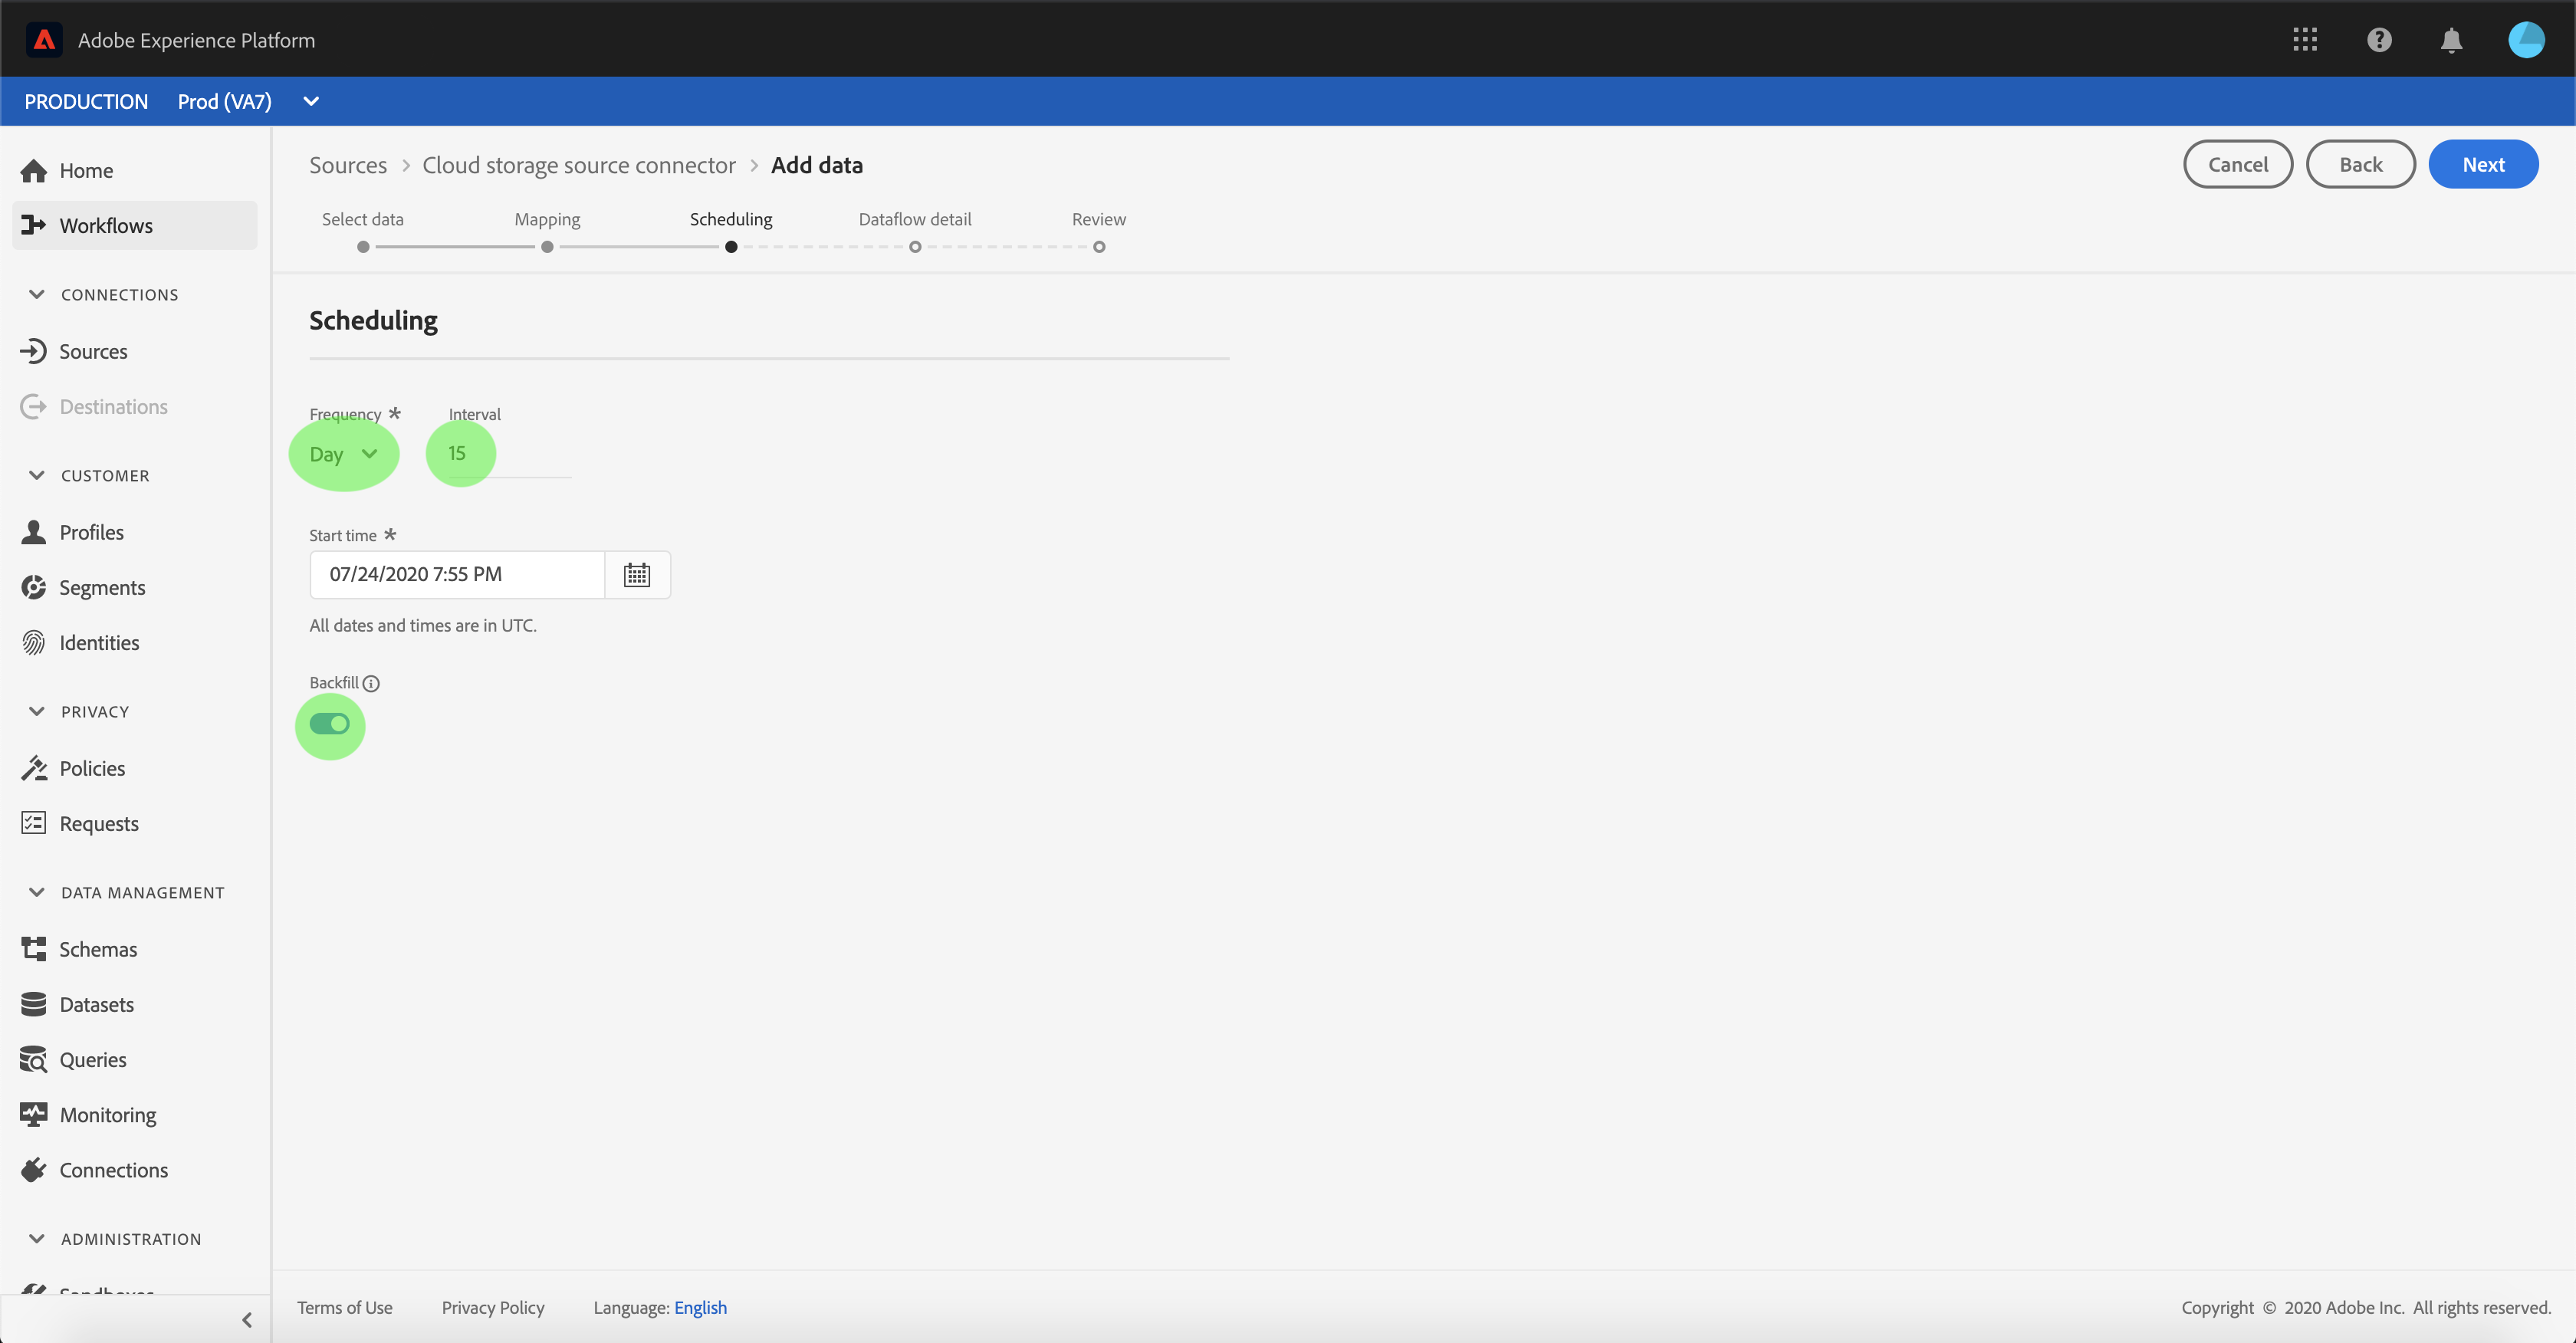 Adobe Experience Platform
PRODUCTION Prod (VA7)
Home
Workflows
CONNECTIONS
Sources
Destinations
CUSTOMER
Profiles
Segments
Identities
PRIVACY
Policies
Requests
DATA MANAGEMENT
Schemas
Datasets
Queries
Monitoring
Connections
ADMINISTRATION
Sandboxes
Sources > Cloud storage source connector > Add data
Cancel Back Next
Select data Mapping Scheduling Dataflow detail Review
Scheduling
Frequency * Interval
Day 15
Start time *
07/24/2020 7:55 PM
All dates and times are in UTC.
Backfill
Terms of Use Privacy Policy Language: English
Copyright © 2020 Adobe Inc. All rights reserved.